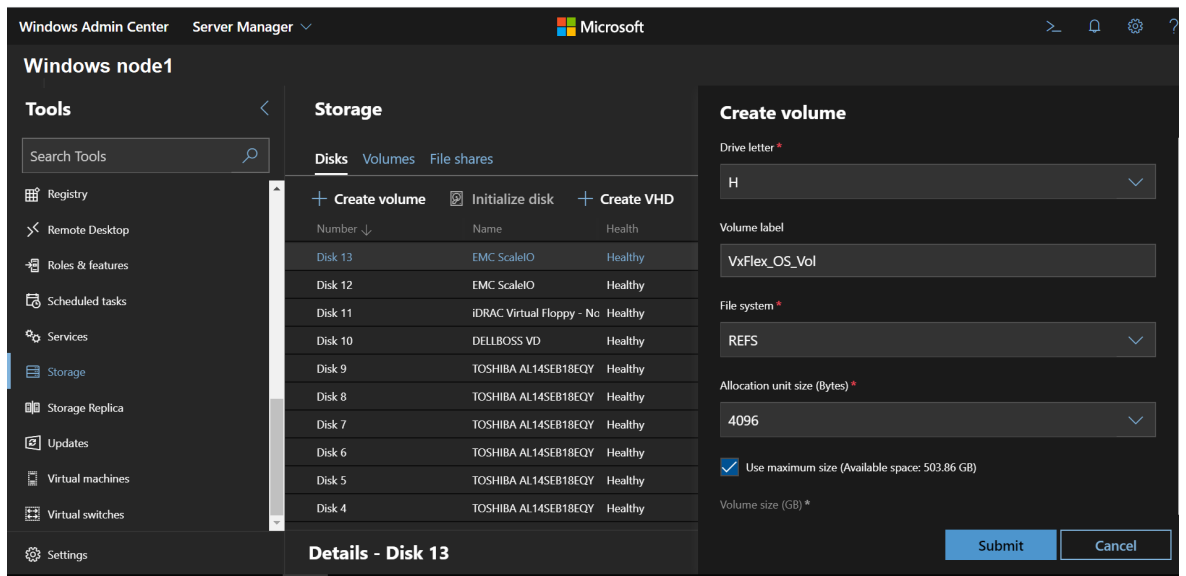 Windows Admin Center Server Manager Microsoft >_ ?
Windows node1
Tools
Search Tools
Registry
Remote Desktop
Roles & features
Scheduled tasks
Services
Storage
Storage Replica
Updates
Virtual machines
Virtual switches
Settings
Storage
Disks Volumes File shares
+ Create volume Initialize disk + Create VHD
Number ↓ Name Health
Disk 13 EMC ScaleIO Healthy
Disk 12 EMC ScaleIO Healthy
Disk 11 iDRAC Virtual Floppy - No Healthy
Disk 10 DELLBOSS VD Healthy
Disk 9 TOSHIBA AL14SEB18EQY Healthy
Disk 8 TOSHIBA AL14SEB18EQY Healthy
Disk 7 TOSHIBA AL14SEB18EQY Healthy
Disk 6 TOSHIBA AL14SEB18EQY Healthy
Disk 5 TOSHIBA AL14SEB18EQY Healthy
Disk 4 TOSHIBA AL14SEB18EQY Healthy
Details - Disk 13
Create volume
Drive letter *
H
Volume label
VxFlex_OS_Vol
File system *
REFS
Allocation unit size (Bytes) *
4096
Use maximum size (Available space: 503.86 GB)
Volume size (GB) *
Submit Cancel